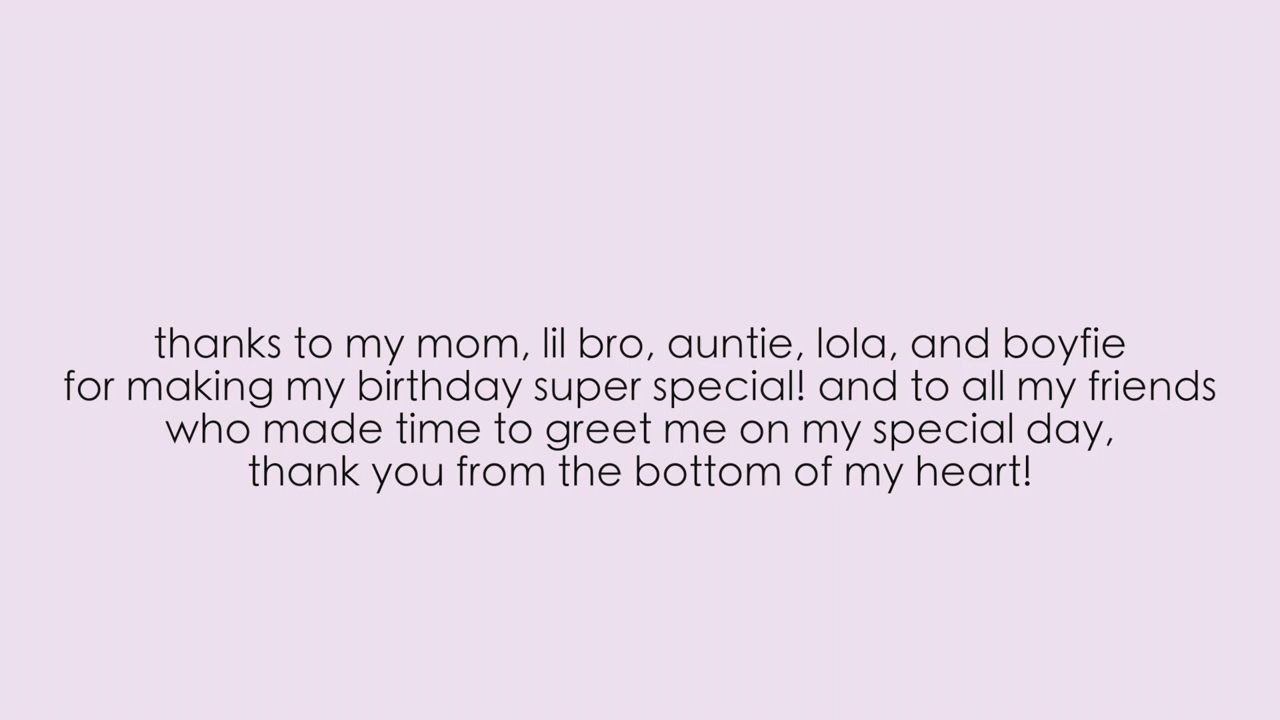 thanks to my mom, lil bro, auntie, lola, and boyfie
for making my birthday super special! and to all my friends
who made time to greet me on my special day,
thank you from the bottom of my heart!